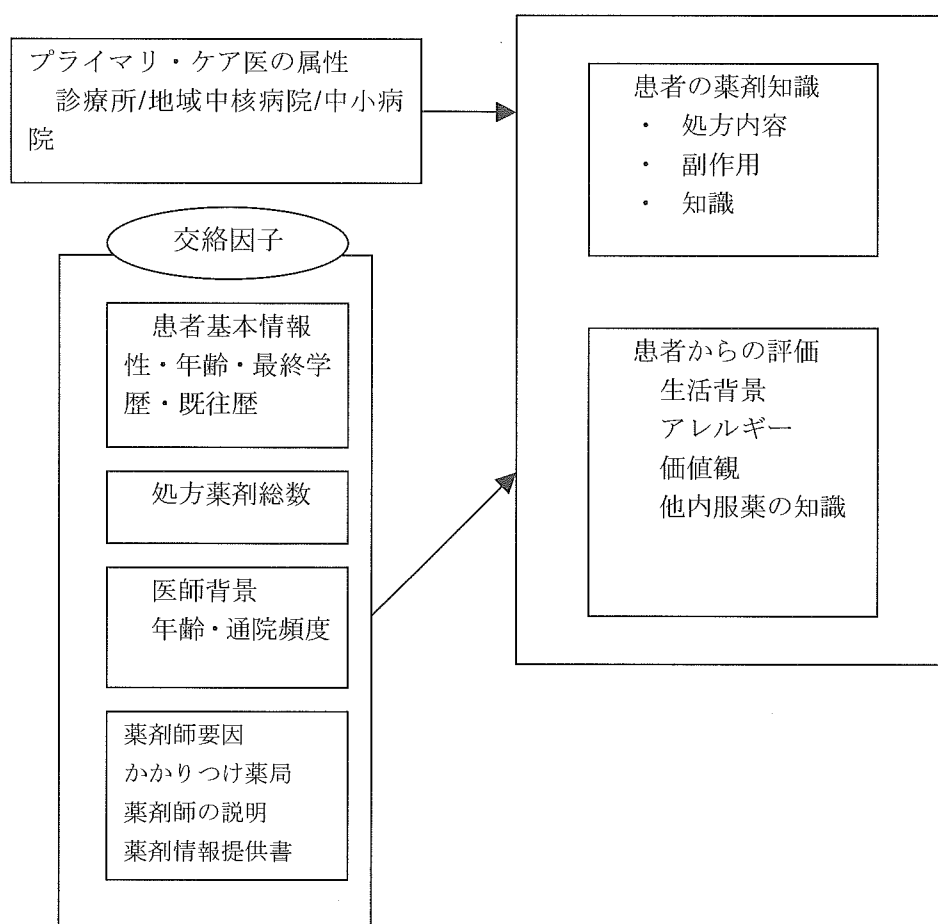 プライマリ・ケア医の属性
診療所/地域中核病院/中小病
院
交絡因子
患者基本情報
性・年齢・最終学
歴・既往歴
処方薬剤総数
医師背景
年齢・通院頻度
薬剤師要因
かかりつけ薬局
薬剤師の説明
薬剤情報提供書
患者の薬剤知識
・ 処方内容
・ 副作用
・ 知識
患者からの評価
生活背景
アレルギー
価値観
他内服薬の知識